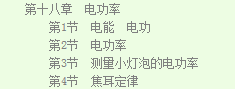 第十八章　电功率
第1节　电能　电功
第2节　电功率
第3节　测量小灯泡的电功率
第4节　焦耳定律